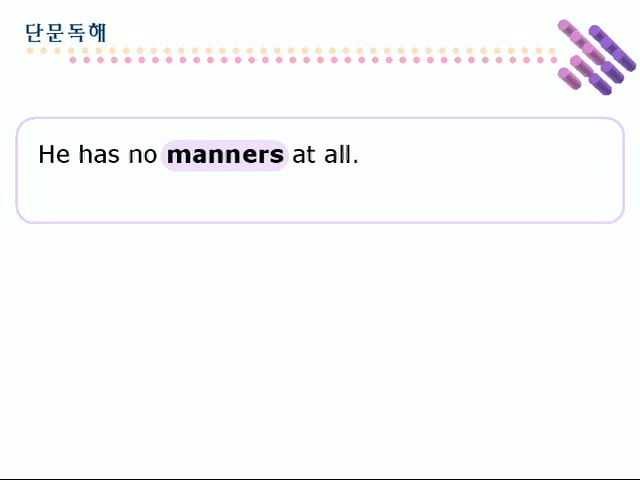 단문독해
He has no manners at all.